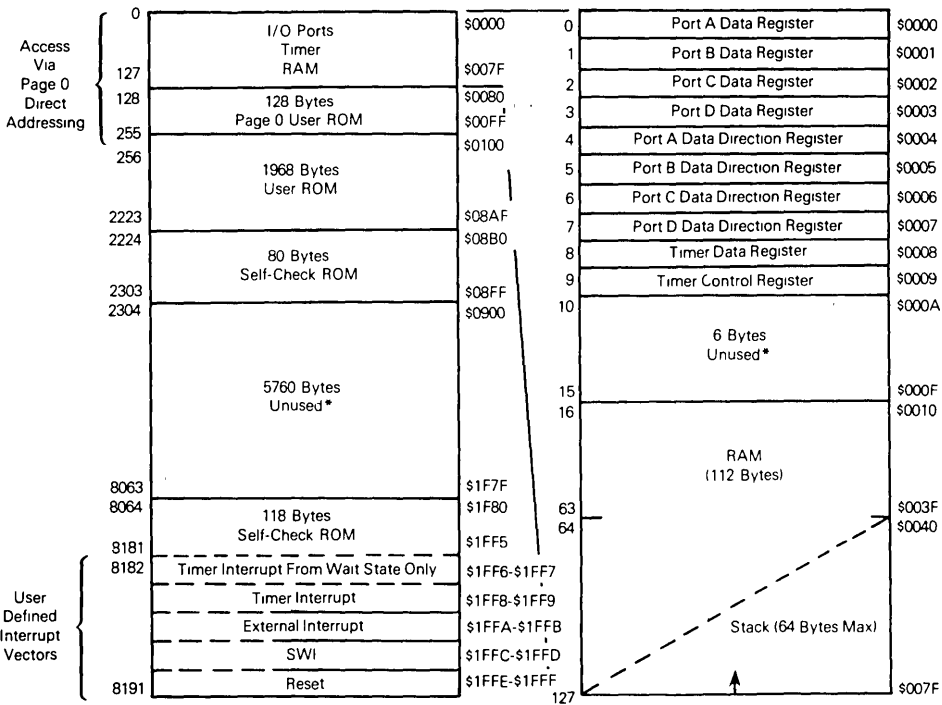 Access
Via
Page 0
Direct
Addressing
0
I/O Ports
Timer
RAM
$0000
127
$007F
128
128 Bytes
Page 0 User ROM
$0080
255
$00FF
256
1968 Bytes
User ROM
$0100
2223
$08AF
2224
80 Bytes
Self-Check ROM
$08B0
2303
$08FF
2304
$0900
5760 Bytes
Unused*
8063
$1F7F
8064
118 Bytes
Self-Check ROM
$1F80
8181
$1FF5
User
Defined
Interrupt
Vectors
8182
Timer Interrupt From Wait State Only
$1FF6-$1FF7
Timer Interrupt
$1FF8-$1FF9
External Interrupt
$1FFA-$1FFB
SWI
$1FFC-$1FFD
8191
Reset
$1FFE-$1FFF
0 Port A Data Register $0000
1 Port B Data Register $0001
2 Port C Data Register $0002
3 Port D Data Register $0003
4 Port A Data Direction Register $0004
5 Port B Data Direction Register $0005
6 Port C Data Direction Register $0006
7 Port D Data Direction Register $0007
8 Timer Data Register $0008
9 Timer Control Register $0009
10 $000A
6 Bytes
Unused*
15 $000F
16 $0010
RAM
(112 Bytes)
63 $003F
64 $0040
Stack (64 Bytes Max)
127 $007F